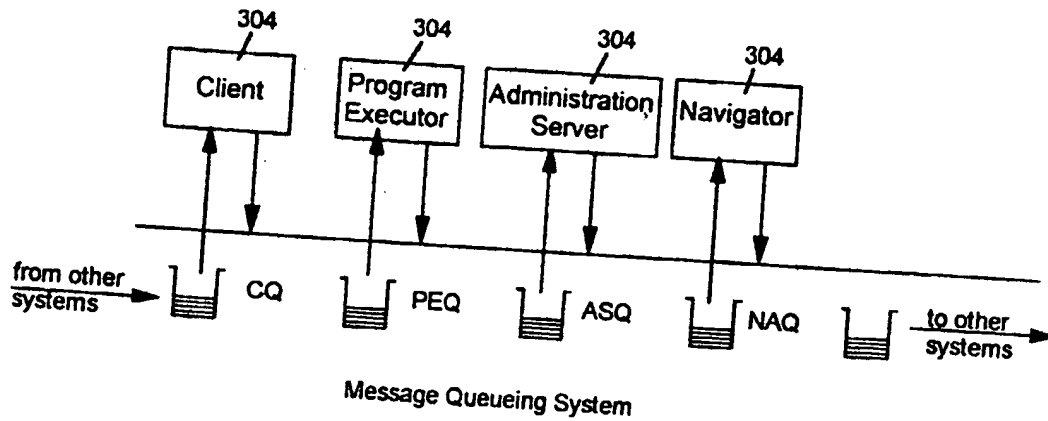 304
304
304
304
Client
Program
Executor
Administration
Server
Navigator
from other
systems
CQ
PEQ
ASQ
NAQ
to other
systems
Message Queueing System